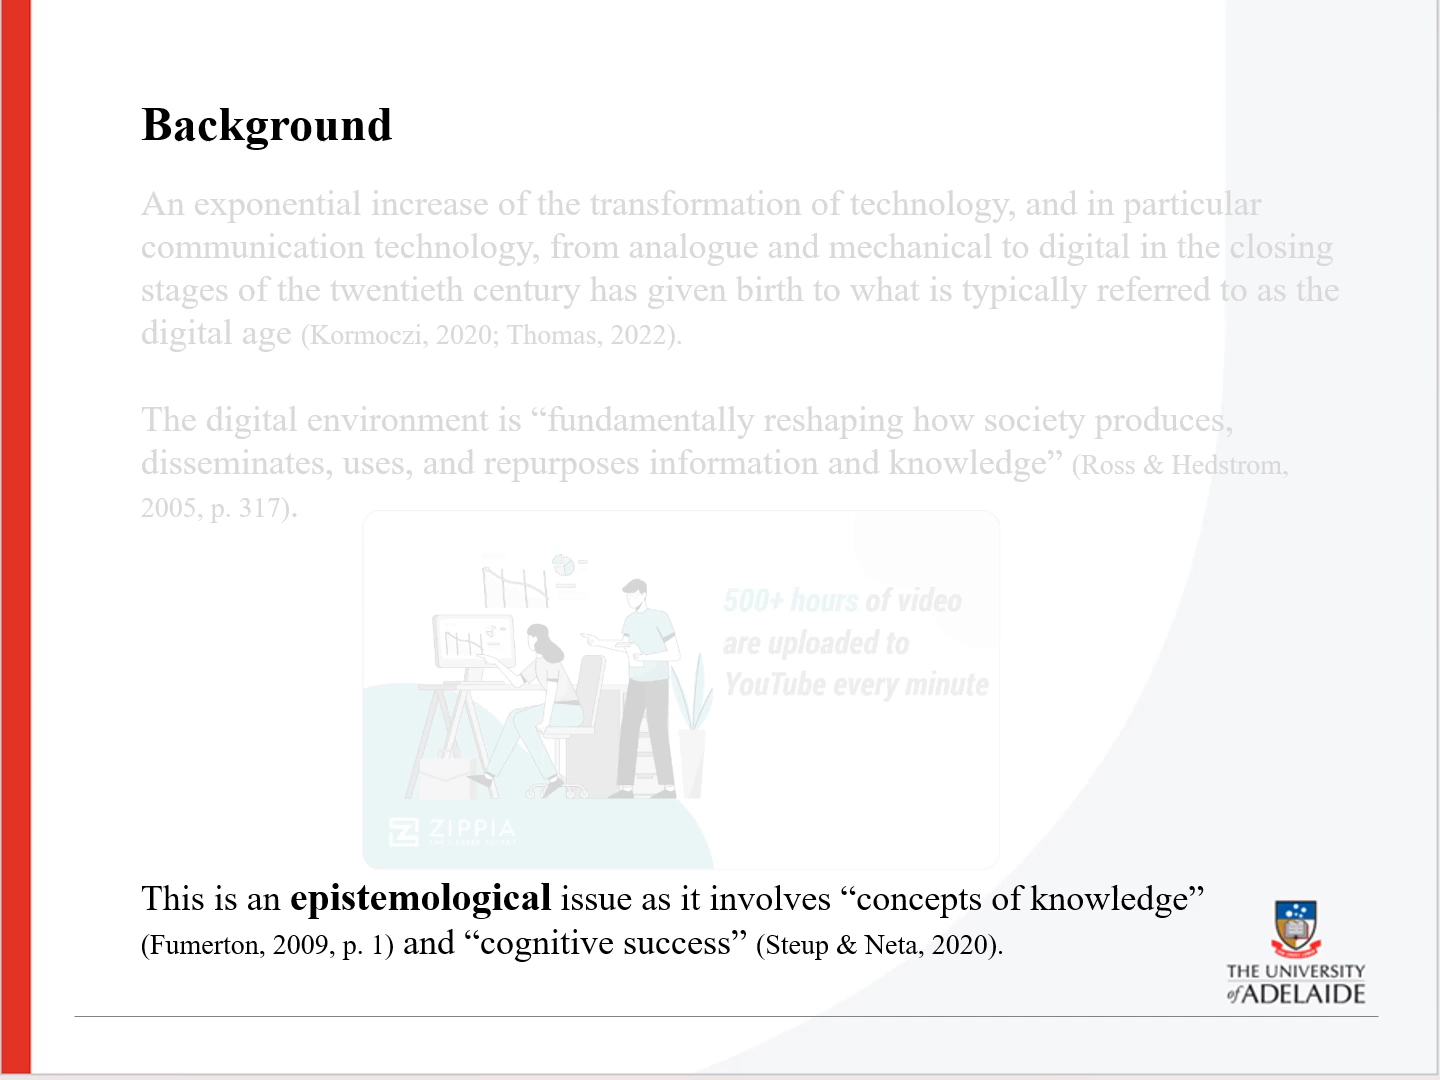 Background
An exponential increase of the transformation of technology, and in particular
communication technology, from analogue and mechanical to digital in the closing
stages of the twentieth century has given birth to what is typically referred to as the
digital age (Kormoczi, 2020; Thomas, 2022).
The digital environment is “fundamentally reshaping how society produces,
disseminates, uses, and repurposes information and knowledge” (Ross & Hedstrom,
2005, p. 317).
500+ hours of video
are uploaded to
YouTube every minute
ZIPPIA
This is an epistemological issue as it involves “concepts of knowledge”
(Fumerton, 2009, p. 1) and “cognitive success” (Steup & Neta, 2020).
THE UNIVERSITY
of ADELAIDE